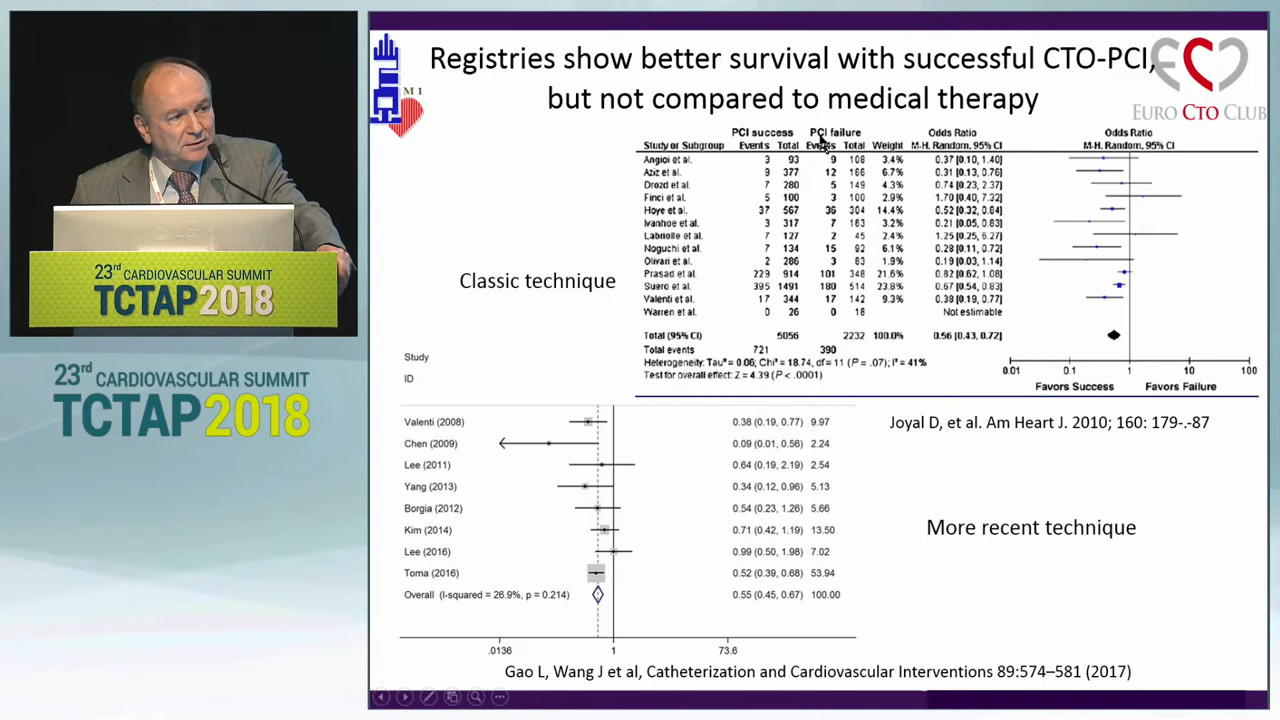 Registries show better survival with successful CTO-PCI,
but not compared to medical therapy
M1
EURO CTO CLUB
LG
23rd CARDIOVASCULAR SUMMIT
TCTAP2018
23rd CARDIOVASCULAR SUMMIT
TCTAP2018
Classic technique
PCI success PCI failure Odds Ratio Odds Ratio
Study or Subgroup Events Total Events Total Weight M-H. Random, 95% CI M-H. Random, 95% CI
Angioi et al. 3 93 9 108 3.4% 0.37 [0.10, 1.40]
Aziz et al. 9 377 12 166 6.7% 0.31 [0.13, 0.76]
Drozd et al. 7 280 5 149 4.3% 0.74 [0.23, 2.37]
Finci et al. 5 100 3 100 2.9% 1.70 [0.40, 7.32]
Hoye et al. 37 567 36 304 14.4% 0.52 [0.32, 0.84]
Ivanhoe et al. 3 317 7 163 3.2% 0.21 [0.05, 0.83]
Labriolle et al. 7 127 2 45 2.4% 1.25 [0.25, 6.27]
Noguchi et al. 7 134 15 92 6.1% 0.28 [0.11, 0.72]
Olivari et al. 2 286 3 83 1.9% 0.19 [0.03, 1.14]
Prasad et al. 229 914 101 348 21.6% 0.82 [0.62, 1.08]
Suero et al. 395 1491 180 514 23.8% 0.67 [0.54, 0.83]
Valenti et al. 17 344 17 142 9.3% 0.38 [0.19, 0.77]
Warren et al. 0 26 0 18 Not estimable
Total (95% CI) 5056 2232 100.0% 0.56 [0.43, 0.72]
Total events 721 390
Heterogeneity: Tau² = 0.06; Chi² = 18.74, df = 11 (P = .07); I² = 41%
Test for overall effect: Z = 4.39 (P < .0001)
0.01 0.1 1 10 100
Favors Success Favors Failure
Joyal D, et al. Am Heart J. 2010; 160: 179-.-87
Study
ID
Valenti (2008) 0.38 (0.19, 0.77) 9.97
Chen (2009) 0.09 (0.01, 0.56) 2.24
Lee (2011) 0.64 (0.19, 2.19) 2.54
Yang (2013) 0.34 (0.12, 0.96) 5.13
Borgia (2012) 0.54 (0.23, 1.26) 5.66
Kim (2014) 0.71 (0.42, 1.19) 13.50
Lee (2016) 0.99 (0.50, 1.98) 7.02
Toma (2016) 0.52 (0.39, 0.68) 53.94
Overall (I-squared = 26.9%, p = 0.214) 0.55 (0.45, 0.67) 100.00
.0136 1 73.6
More recent technique
Gao L, Wang J et al, Catheterization and Cardiovascular Interventions 89:574–581 (2017)